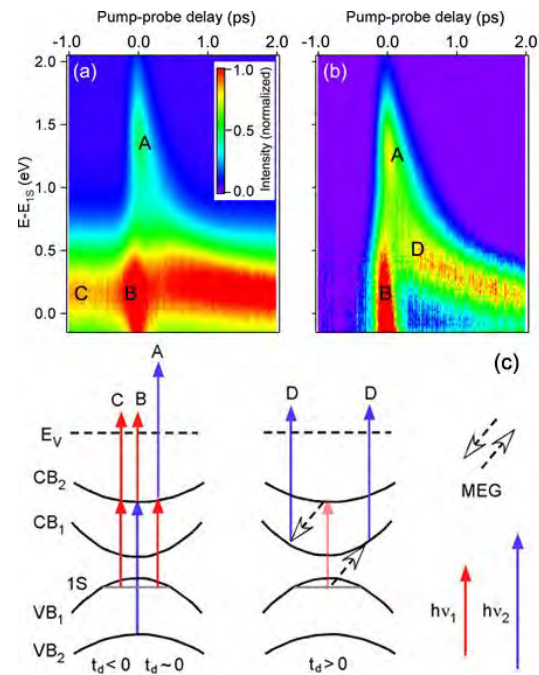 Pump-probe delay (ps) Pump-probe delay (ps)
-1.0 0.0 1.0 2.0 -1.0 0.0 1.0 2.0
(a) (b)
2.0
1.5
1.0
0.5
0.0
E-E1S (eV)
1.0
0.5
0.0
Intensity (normalized)
A
C B
A
D
B
(c)
A
C B D D
EV
CB2
CB1
1S
VB1
VB2
td < 0 td ~ 0 td > 0
MEG
hν1 hν2